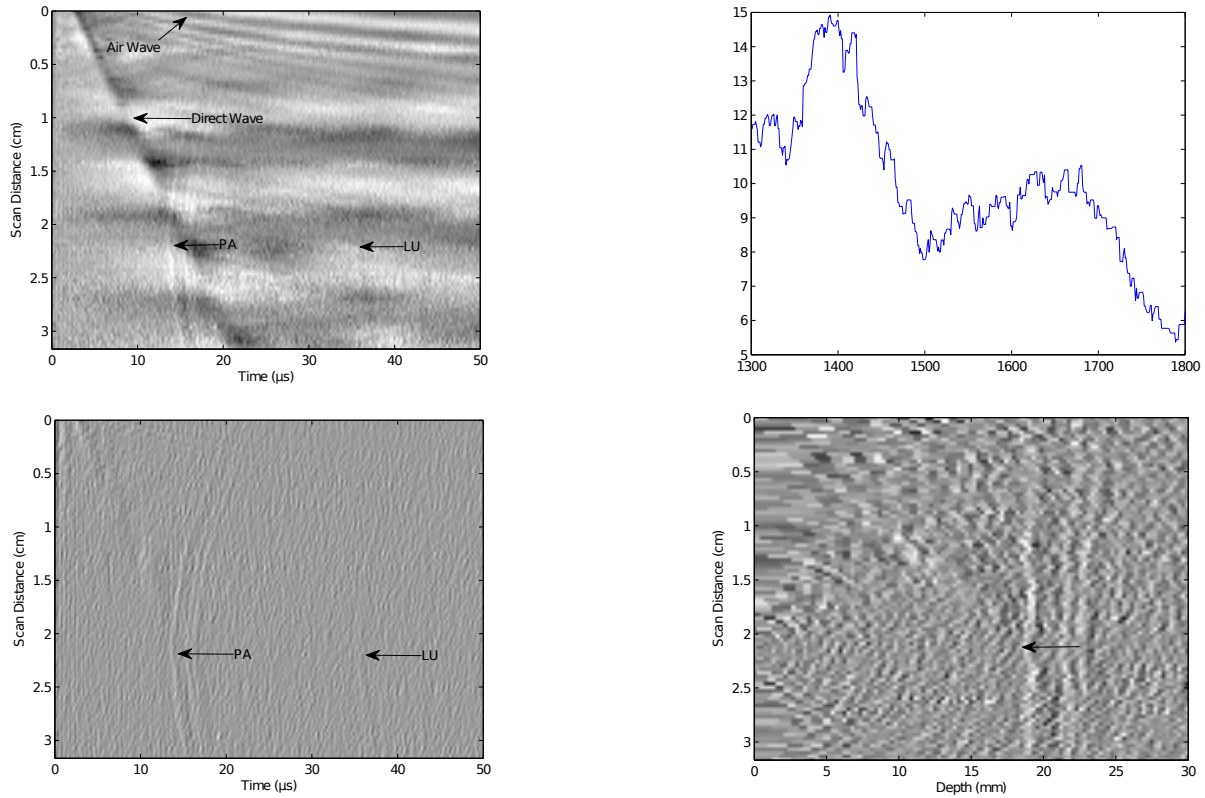 0
0.5
1
1.5
2
2.5
3
Scan Distance (cm)
Air Wave
Direct Wave
PA
LU
0 10 20 30 40 50
Time (μs)
15
14
13
12
11
10
9
8
7
6
5
1300 1400 1500 1600 1700 1800
0
0.5
1
1.5
2
2.5
3
Scan Distance (cm)
PA
LU
0 10 20 30 40 50
Time (μs)
0
0.5
1
1.5
2
2.5
3
Scan Distance (cm)
0 5 10 15 20 25 30
Depth (mm)